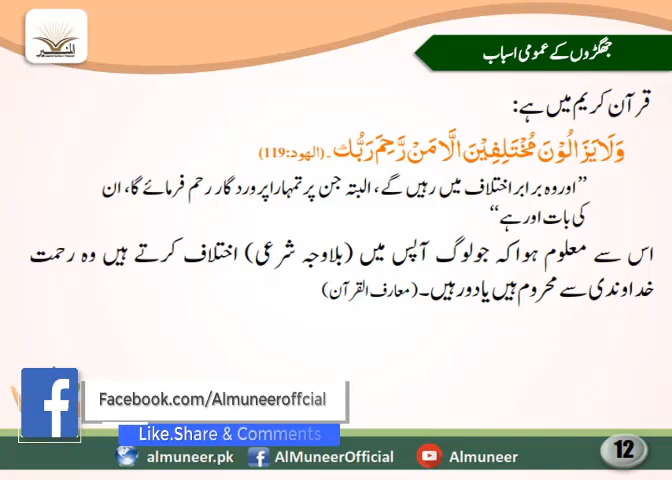 المنیر
جھگڑوں کے عمومی اسباب
قرآن کریم میں ہے:
وَلَا یَزَالُوْنَ مُخْتَلِفِیْنَ اِلَّا مَنْ رَّحِمَ رَبُّک ۔(الھود:119)
”اور وہ برابر اختلاف میں رہیں گے، البتہ جن پر تمہارا پروردگار رحم فرمائے گا، ان
کی بات اور ہے“
اس سے معلوم ہوا کہ جو لوگ آپس میں (بلاوجہ شرعی) اختلاف کرتے ہیں وہ رحمت
خداوندی سے محروم ہیں یا دور ہیں۔(معارف القرآن)
Facebook.com/Almuneeroffcial
Like.Share & Comments
almuneer.pk AlMuneerOfficial Almuneer 12